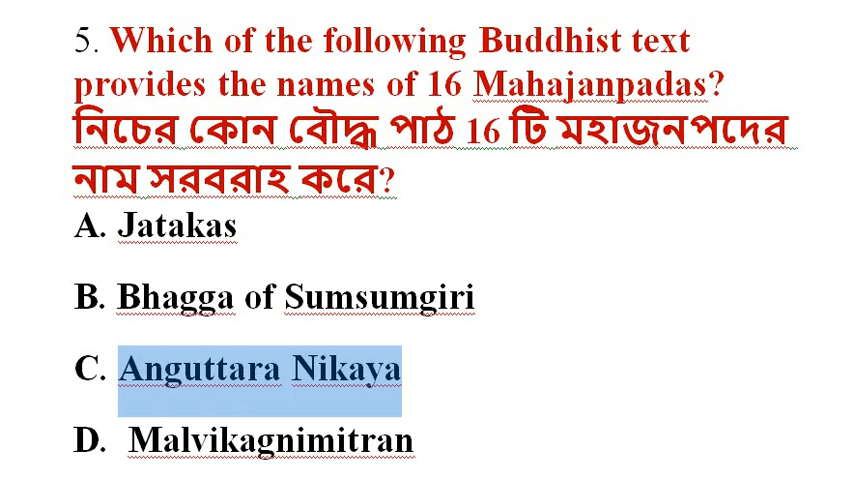 5. Which of the following Buddhist text
provides the names of 16 Mahajanpadas?
নিচের কোন বৌদ্ধ পাঠ 16 টি মহাজনপদের
নাম সরবরাহ করে?
A. Jatakas
B. Bhagga of Sumsumgiri
C. Anguttara Nikaya
D. Malvikagnimitran